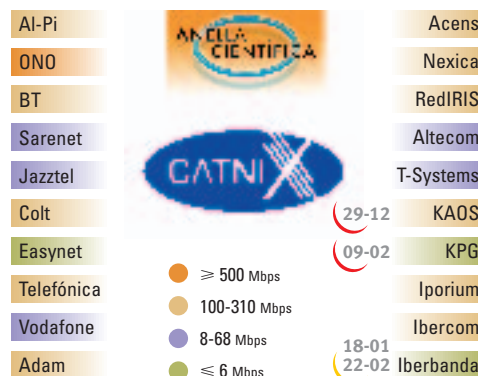 Al-Pi
ONO
BT
Sarenet
Jazztel
Colt
Easynet
Telefónica
Vodafone
Adam
ANELLA
CIENTÍFICA
CATNIX
≥ 500 Mbps
100-310 Mbps
8-68 Mbps
≤ 6 Mbps
Acens
Nexica
RedIRIS
Altecom
T-Systems
29-12 KAOS
09-02 KPG
Iporium
Ibercom
18-01
22-02 Iberbanda